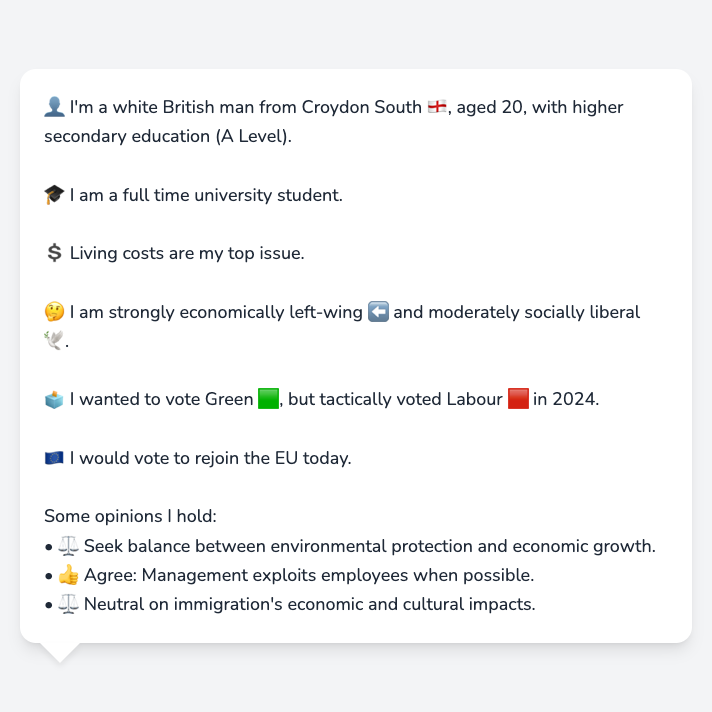 👤 I'm a white British man from Croydon South 🏴󠁧󠁢󠁥󠁮󠁧󠁿, aged 20, with higher
secondary education (A Level).
🎓 I am a full time university student.
💲 Living costs are my top issue.
🤔 I am strongly economically left-wing ⬅️ and moderately socially liberal
🕊️.
🗳️ I wanted to vote Green 🟩, but tactically voted Labour 🟥 in 2024.
🇪🇺 I would vote to rejoin the EU today.
Some opinions I hold:
• ⚖️ Seek balance between environmental protection and economic growth.
• 👍 Agree: Management exploits employees when possible.
• ⚖️ Neutral on immigration's economic and cultural impacts.